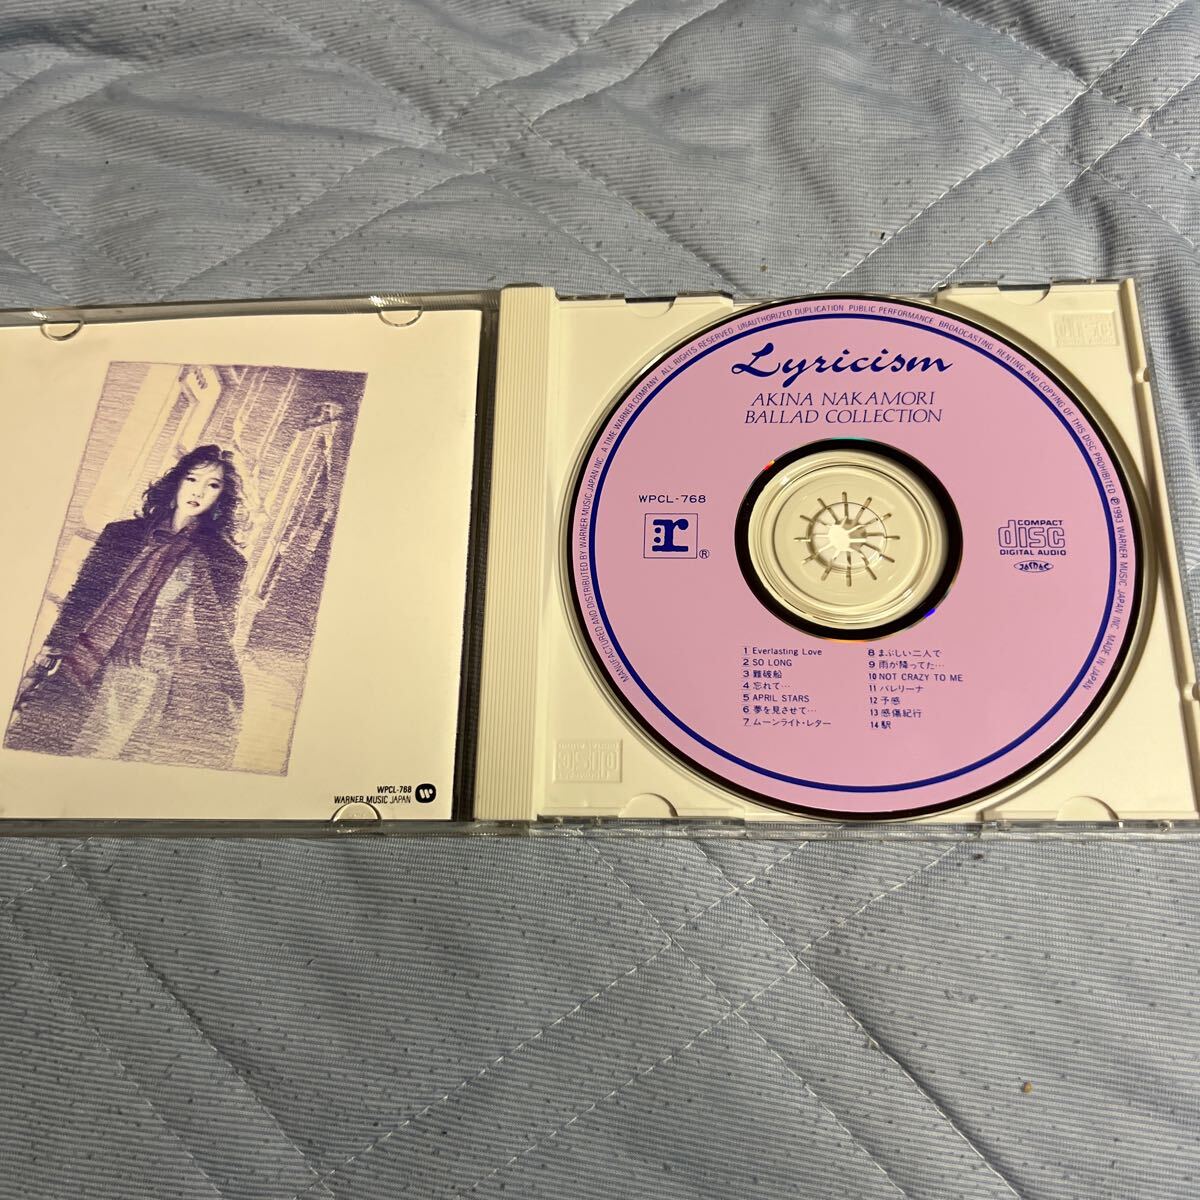 WPCL-768
WARNER MUSIC JAPAN
MANUFACTURED AND DISTRIBUTED BY WARNER MUSIC JAPAN INC. A TIME WARNER COMPANY. ALL RIGHTS RESERVED. UNAUTHORIZED DUPLICATION, PUBLIC PERFORMANCE, BROADCASTING, RENTING AND COPYING OF THIS DISC PROHIBITED. ℗ 1993 WARNER MUSIC JAPAN INC. MADE IN JAPAN
Lyricism
AKINA NAKAMORI
BALLAD COLLECTION
WPCL-768
r
®
COMPACT
disc
DIGITAL AUDIO
JASRAC
1 Everlasting Love
2 SO LONG
3 難破船
4 忘れて…
5 APRIL STARS
6 夢を見させて…
7 ムーンライト・レター
8 まぶしい二人で
9 雨が降ってた…
10 NOT CRAZY TO ME
11 バレリーナ
12 予感
13 感傷紀行
14 駅